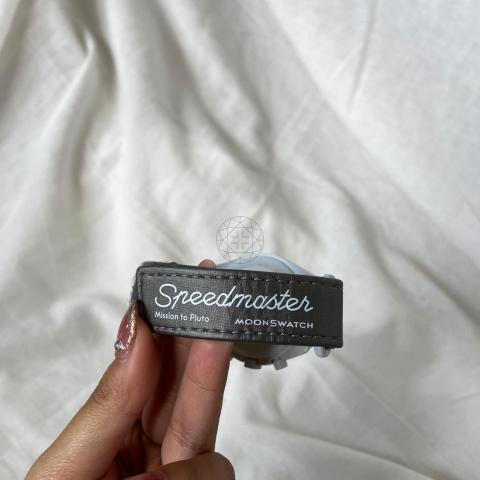 Speedmaster
Mission to Pluto MOONSWATCH